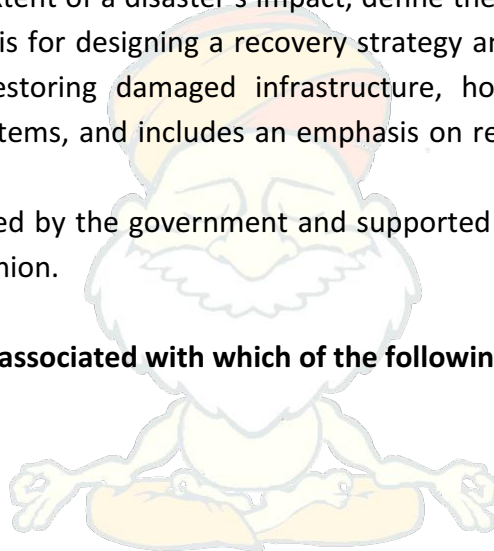 xtent of a disaster's impact, define the
is for designing a recovery strategy an
estoring damaged infrastructure, ho
tems, and includes an emphasis on re
ed by the government and supported
nion.
associated with which of the followin